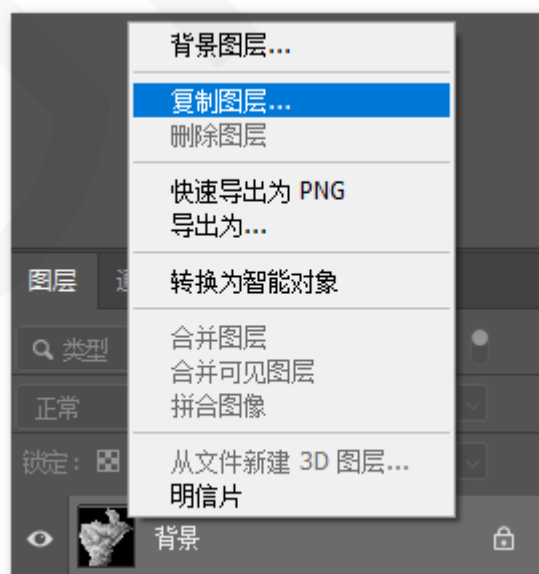 背景图层...
复制图层...
删除图层
快速导出为 PNG
导出为...
图层
转换为智能对象
类型
合并图层
合并可见图层
正常
拼合图像
锁定:
从文件新建 3D 图层...
明信片
背景